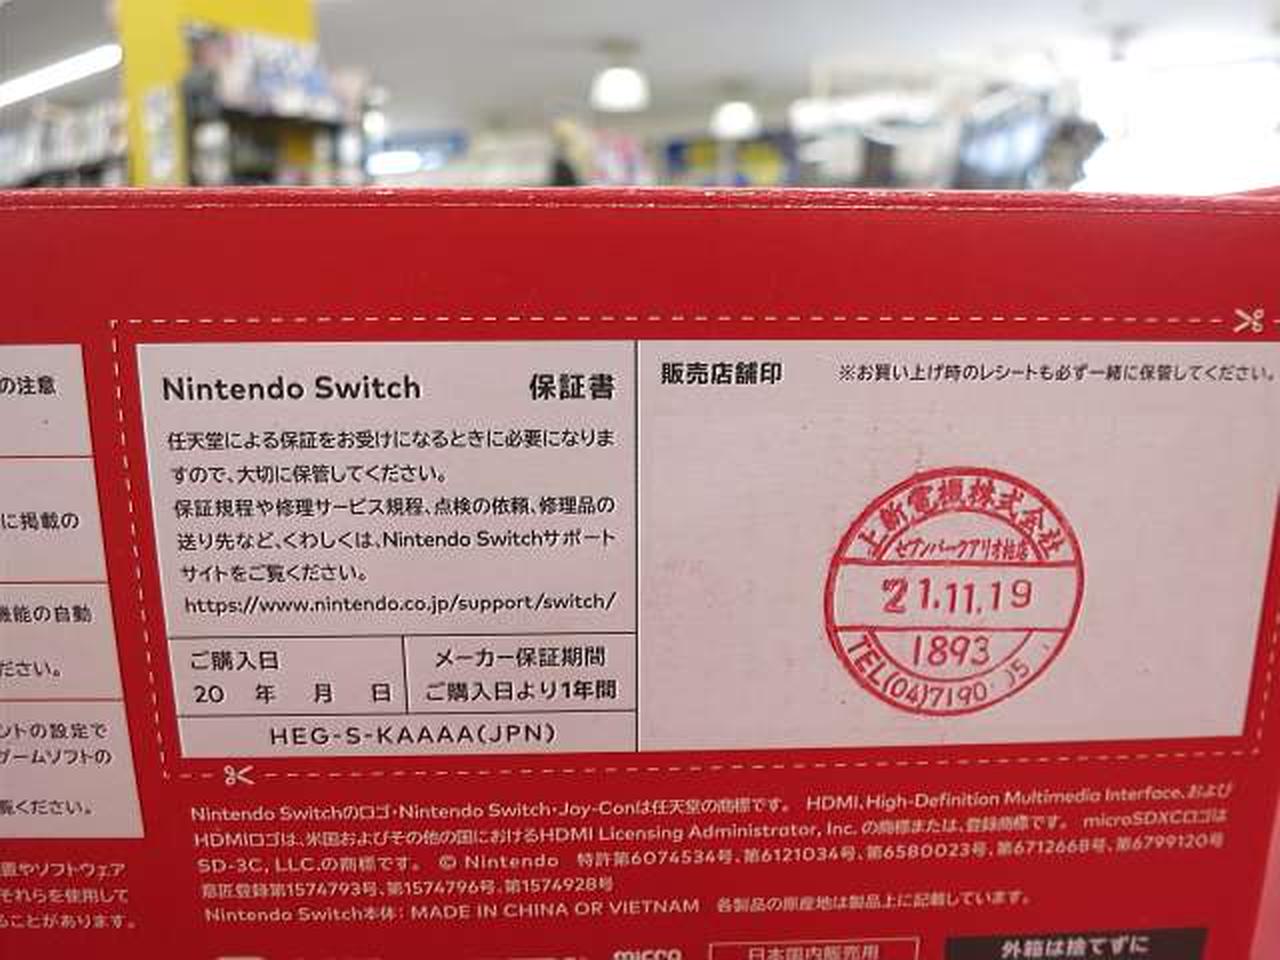 の注意
に掲載の
機能の自動
ださい。
ントの設定で
ゲームソフトの
覧ください。
置やソフトウェア
それらを使用して
ることがあります。
Nintendo Switch 保証書
任天堂による保証をお受けになるときに必要になりま
すので、大切に保管してください。
保証規程や修理サービス規程、点検の依頼、修理品の
送り先など、くわしくは、Nintendo Switchサポート
サイトをご覧ください。
https://www.nintendo.co.jp/support/switch/
ご購入日
20 年 月 日
メーカー保証期間
ご購入日より1年間
HEG-S-KAAAA(JPN)
販売店舗印 ※お買い上げ時のレシートも必ず一緒に保管してください。
上新電機株式会社
セブンパークアリオ柏店
21.11.19
1893
TEL(04)7190
Nintendo Switchのロゴ・Nintendo Switch・Joy-Conは任天堂の商標です。 HDMI、High-Definition Multimedia Interface、および
HDMIロゴは、米国およびその他の国におけるHDMI Licensing Administrator, Inc. の商標または、登録商標です。 microSDXCロゴは
SD-3C, LLC.の商標です。 © Nintendo 特許第6074534号、第6121034号、第6580023号、第6712668号、第6799120号
意匠登録第1574793号、第1574796号、第1574928号
Nintendo Switch本体： MADE IN CHINA OR VIETNAM 各製品の原産地は製品上に記載しています。
micro
日本国内販売用
外箱は捨てずに